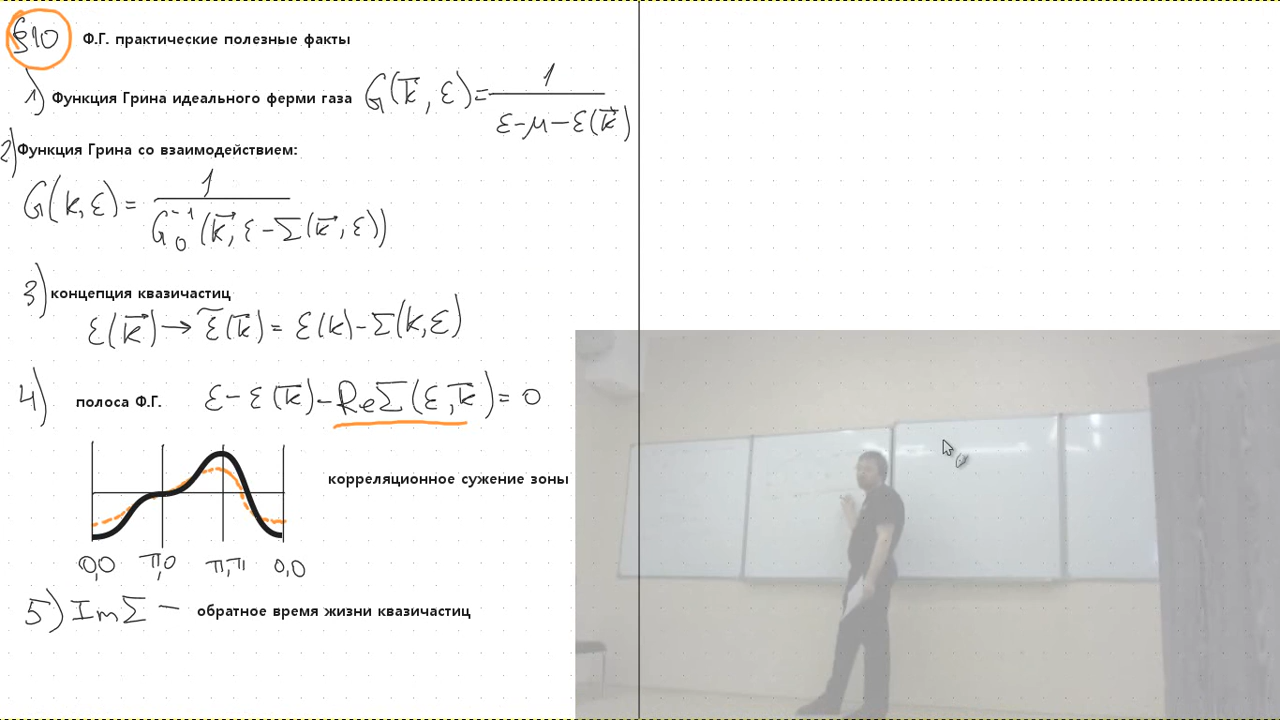 §10 Ф.Г. практические полезные факты
1) Функция Грина идеального ферми газа G(k⃗, ε) = 1 / (ε-μ-ε(k⃗))
2) Функция Грина со взаимодействием:
G(k,ε) = 1 / (G₀⁻¹(k⃗, ε - Σ(k⃗, ε)))
3) концепция квазичастиц
ε(k⃗) → ε̃(k⃗) = ε(k) - Σ(k,ε)
4) полоса Ф.Г. ε - ε(k⃗) - ReΣ(ε,k⃗) = 0
корреляционное сужение зоны
0,0 π,0 π,π 0,0
5) ImΣ — обратное время жизни квазичастиц